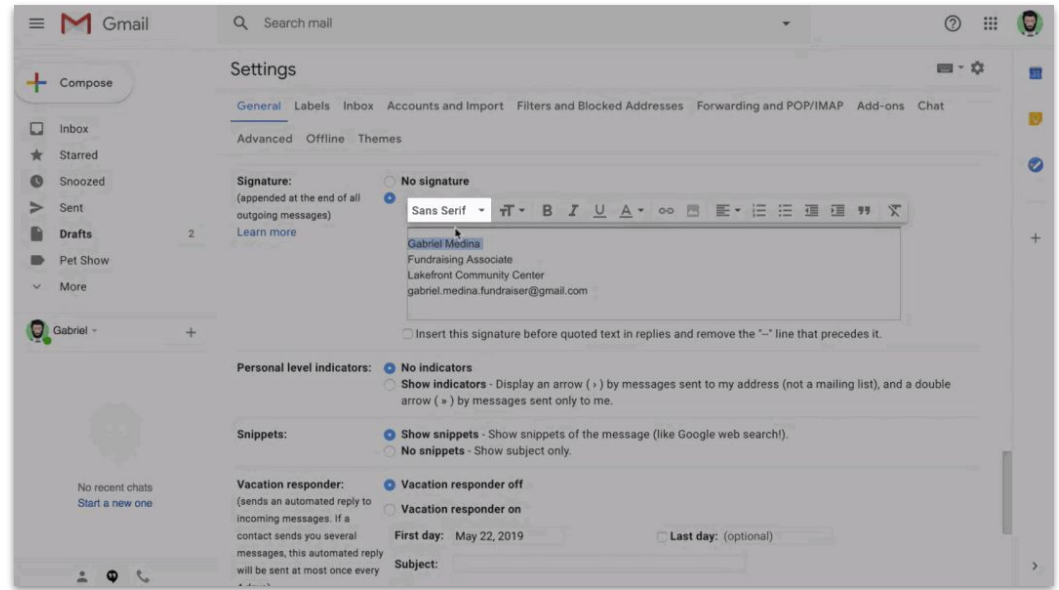 Gmail
Search mail
Compose
Inbox
Starred
Snoozed
Sent
Drafts 2
Pet Show
More
Gabriel
No recent chats
Start a new one
Settings
General Labels Inbox Accounts and Import Filters and Blocked Addresses Forwarding and POP/IMAP Add-ons Chat
Advanced Offline Themes
Signature:
(appended at the end of all
outgoing messages)
Learn more
No signature
Sans Serif
Gabriel Medina
Fundraising Associate
Lakefront Community Center
gabriel.medina.fundraiser@gmail.com
Insert this signature before quoted text in replies and remove the "--" line that precedes it.
Personal level indicators:
No indicators
Show indicators - Display an arrow ( › ) by messages sent to my address (not a mailing list), and a double
arrow ( » ) by messages sent only to me.
Snippets:
Show snippets - Show snippets of the message (like Google web search!).
No snippets - Show subject only.
Vacation responder:
(sends an automated reply to
incoming messages. If a
contact sends you several
messages, this automated reply
will be sent at most once every
Vacation responder off
Vacation responder on
First day: May 22, 2019 Last day: (optional)
Subject: